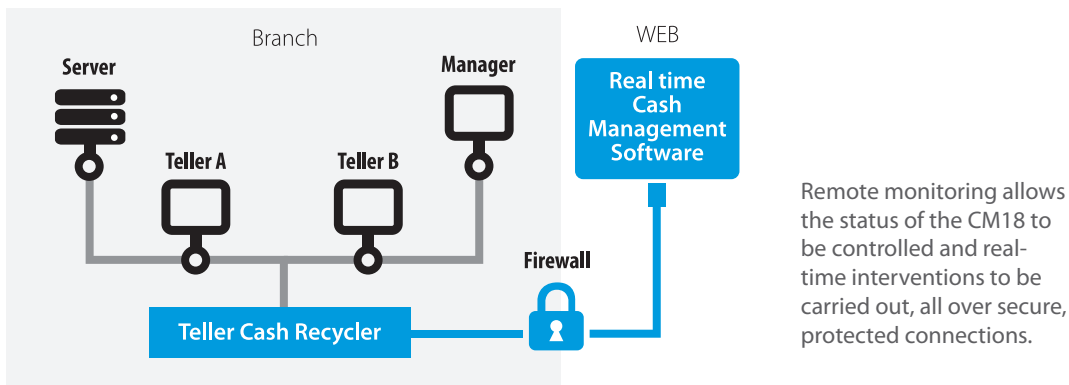 Branch
WEB
Server
Manager
Real time
Cash
Management
Software
Teller A
Teller B
Firewall
Teller Cash Recycler
Remote monitoring allows
the status of the CM18 to
be controlled and real-
time interventions to be
carried out, all over secure,
protected connections.